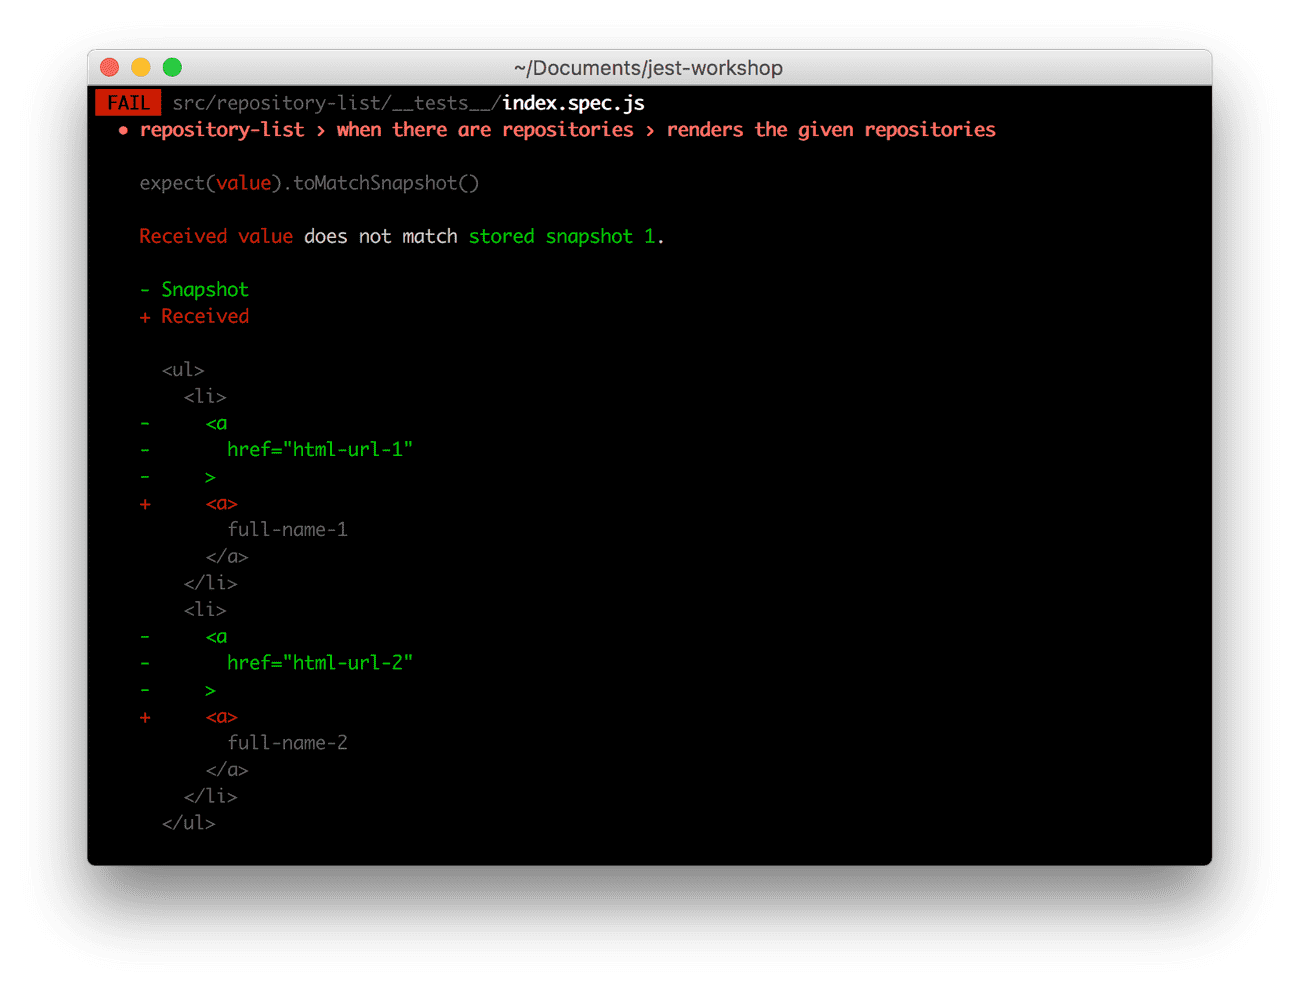 ~/Documents/jest-workshop
FAIL src/repository-list/__tests__/index.spec.js
● repository-list › when there are repositories › renders the given repositories
expect(value).toMatchSnapshot()
Received value does not match stored snapshot 1.
- Snapshot
+ Received
<ul>
<li>
- <a
- href="html-url-1"
- >
+ <a>
full-name-1
</a>
</li>
<li>
- <a
- href="html-url-2"
- >
+ <a>
full-name-2
</a>
</li>
</ul>